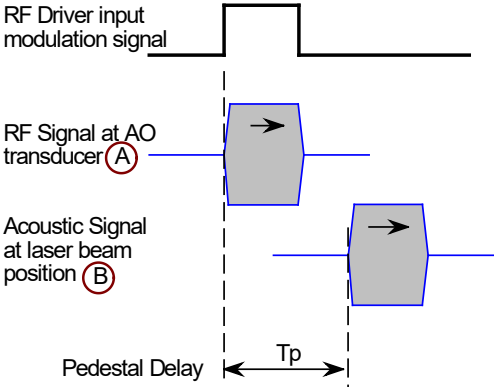 RF Driver input
modulation signal
RF Signal at AO
transducer A
Acoustic Signal
at laser beam
position B
Tp
Pedestal Delay